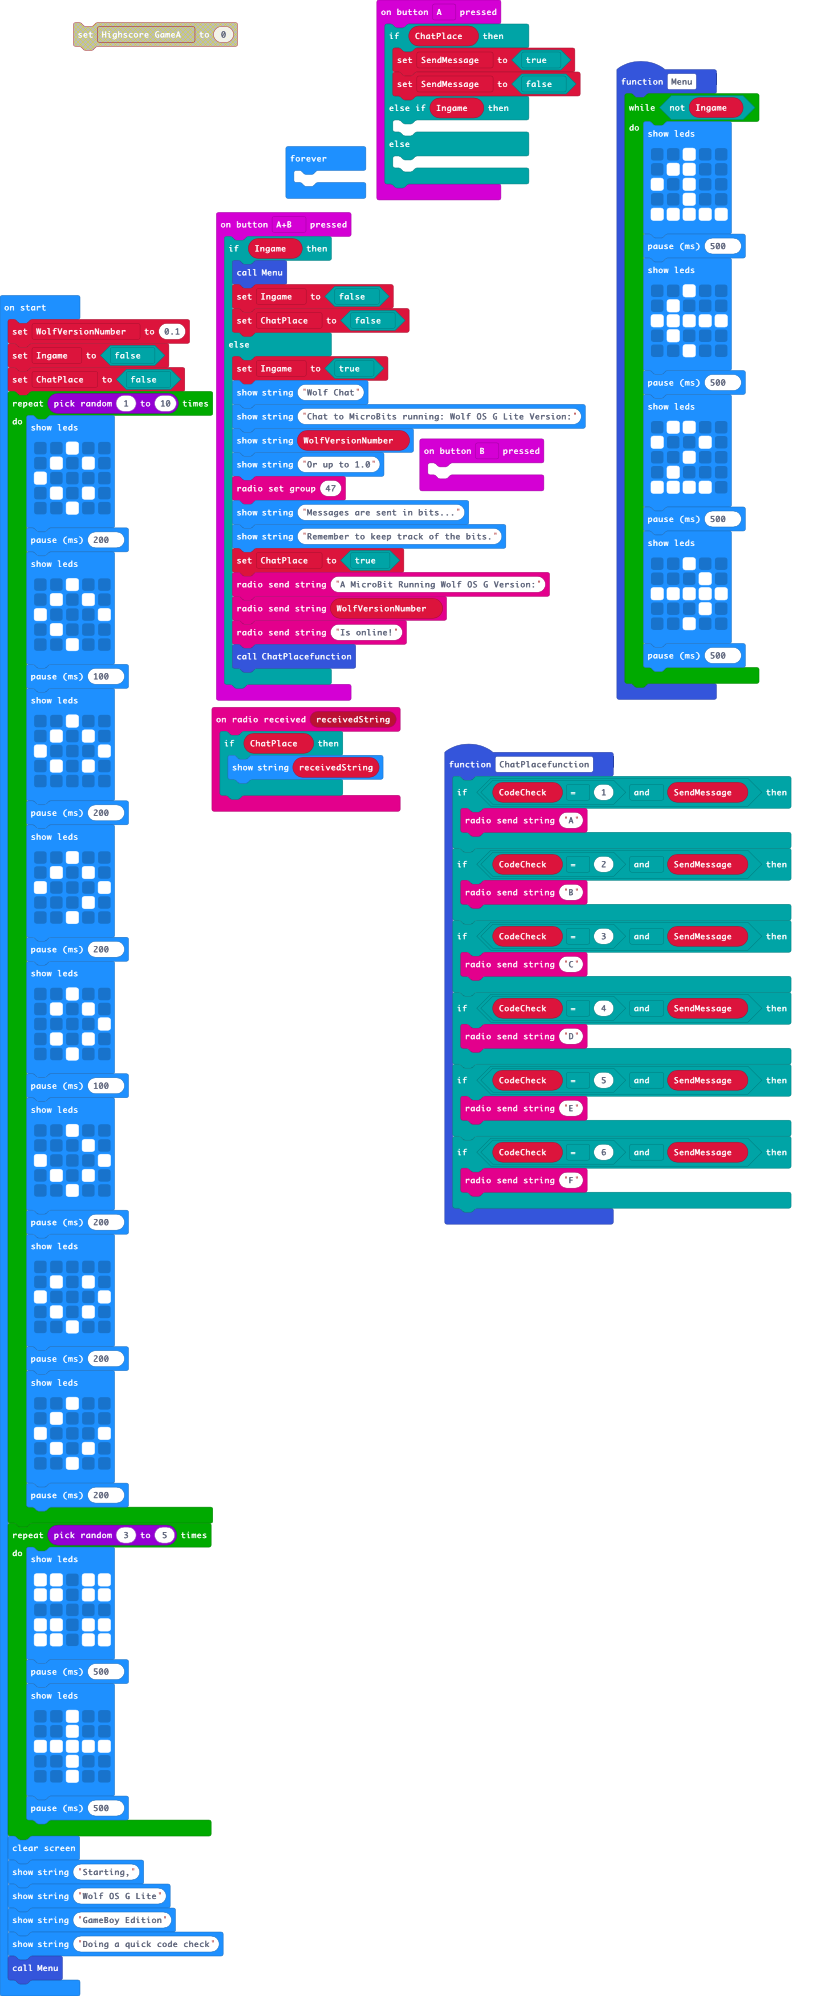 set Highscore GameA to 0
on button A pressed
if ChatPlace then
set SendMessage to true
set SendMessage to false
else if Ingame then
else
forever
on button A+B pressed
if Ingame then
call Menu
set Ingame to false
set ChatPlace to false
else
set Ingame to true
show string "Wolf Chat"
show string "Chat to MicroBits running: Wolf OS G Lite Version:"
show string WolfVersionNumber
show string "Or up to 1.0"
radio set group 47
show string "Messages are sent in bits..."
show string "Remember to keep track of the bits."
set ChatPlace to true
radio send string "A MicroBit Running Wolf OS G Version:"
radio send string WolfVersionNumber
radio send string "Is online!"
call ChatPlacefunction
on button B pressed
on radio received receivedString
if ChatPlace then
show string receivedString
function Menu
while not Ingame
do
show leds
pause (ms) 500
show leds
pause (ms) 500
show leds
pause (ms) 500
show leds
pause (ms) 500
function ChatPlacefunction
if CodeCheck = 1 and SendMessage then
radio send string "A"
if CodeCheck = 2 and SendMessage then
radio send string "B"
if CodeCheck = 3 and SendMessage then
radio send string "C"
if CodeCheck = 4 and SendMessage then
radio send string "D"
if CodeCheck = 5 and SendMessage then
radio send string "E"
if CodeCheck = 6 and SendMessage then
radio send string "F"
on start
set WolfVersionNumber to 0.1
set Ingame to false
set ChatPlace to false
repeat pick random 1 to 10 times
do
show leds
pause (ms) 200
show leds
pause (ms) 100
show leds
pause (ms) 200
show leds
pause (ms) 200
show leds
pause (ms) 100
show leds
pause (ms) 200
show leds
pause (ms) 200
show leds
pause (ms) 200
repeat pick random 3 to 5 times
do
show leds
pause (ms) 500
show leds
pause (ms) 500
clear screen
show string "Starting,"
show string "Wolf OS G Lite"
show string "GameBoy Edition"
show string "Doing a quick code check"
call Menu